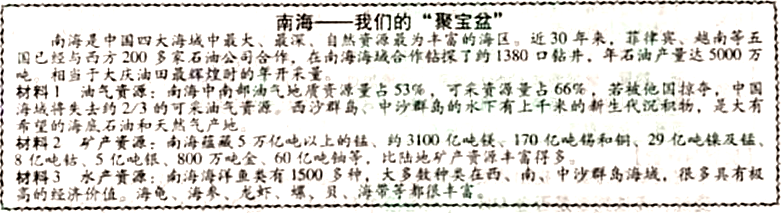 南海——我们的“聚宝盆”
南海是中国四大海域中最大、最深、自然资源最为丰富的海区。近30年来，菲律宾、越南等五
国已经与西方200多家石油公司合作，在南海海域合作钻探了约1380口钻井，年石油产量达5000万
吨。相当于大庆油田最辉煌时的年开采量。
材料1 油气资源：南海中南部油气地质资源量占53%，可采资源量占66%，若被他国掠夺，中国
海域将失去约2/3的可采油气资源。西沙群岛、中沙群岛的水下有上千米的新生代沉积物，是大有
希望的海底石油和天然气产地。
材料2 矿产资源：南海蕴藏5万亿吨以上的锰、约3100亿吨镁、170亿吨锡和铜、29亿吨镍及锰、
8亿吨钴、5亿吨银、800万吨金、60亿吨铀等，比陆地矿产资源丰富得多。
材料3 水产资源：南海海洋鱼类有1500多种，大多数种类在西、南、中沙群岛海域，很多具有极
高的经济价值。海龟、海参、龙虾、螺、贝、海带等都很丰富。